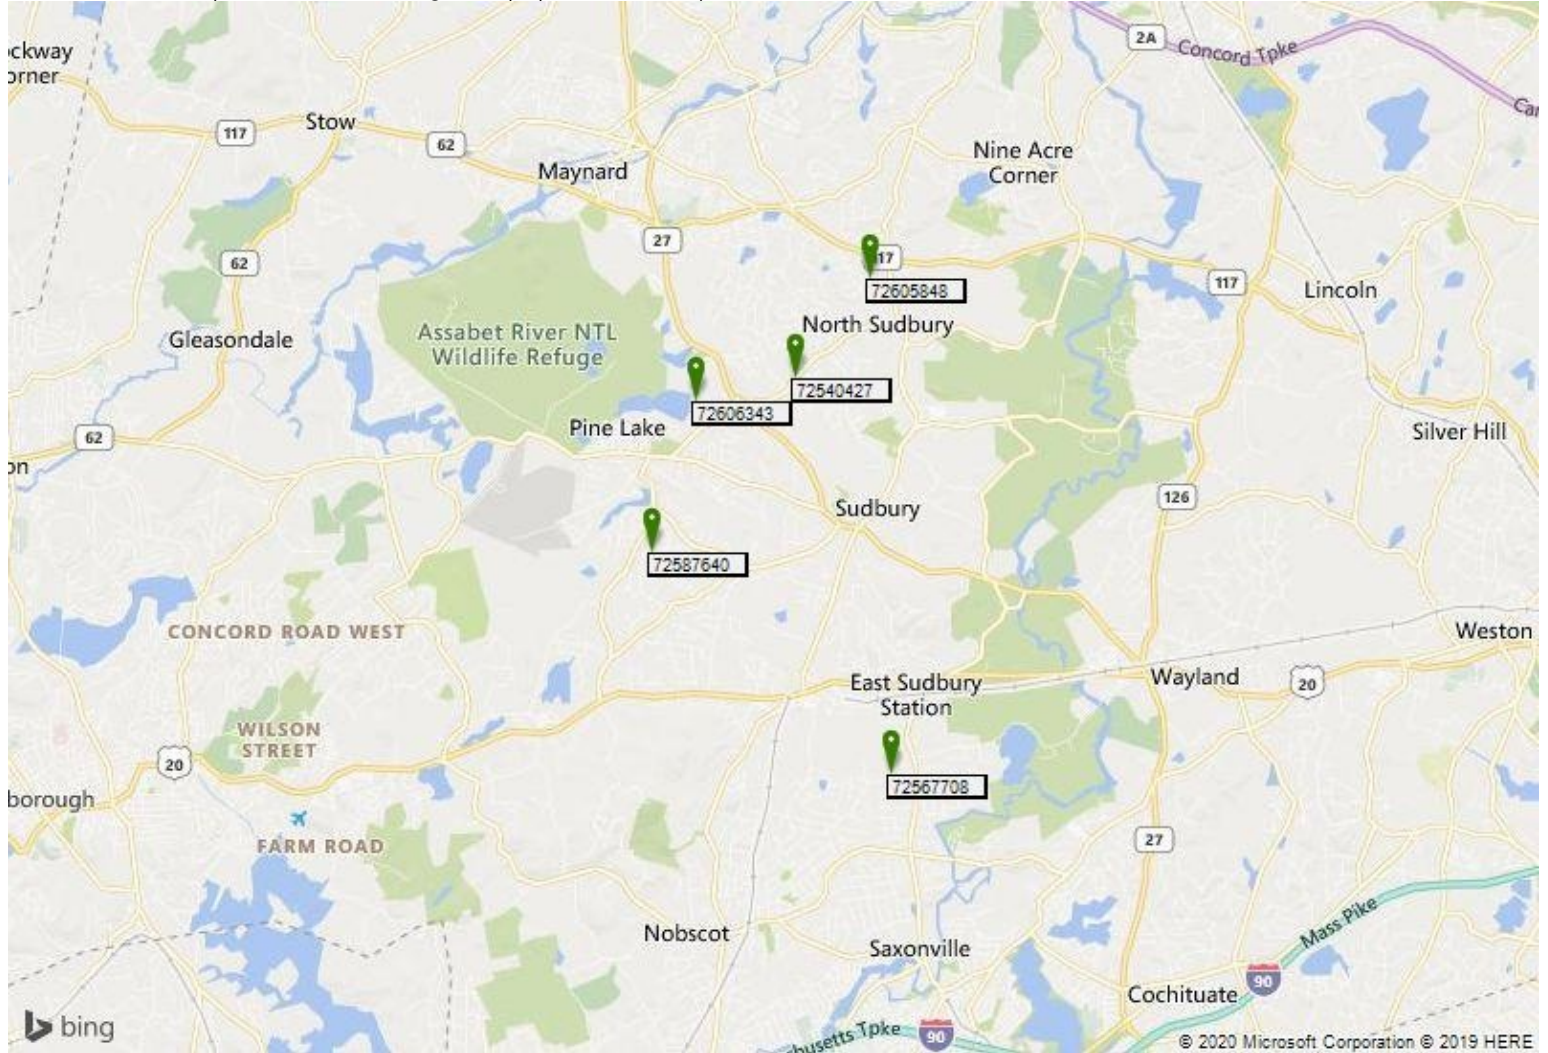 2A
Concord Tpke
ockway
orner
Stow
117
62
Maynard
Nine Acre
Corner
27
17
62
117
72605848
Lincoln
North Sudbury
Gleasondale
Assabet River NTL
Wildlife Refuge
72540427
72606343
Pine Lake
62
Silver Hill
on
126
Sudbury
72587640
CONCORD ROAD WEST
Weston
East Sudbury
Station
Wayland
20
WILSON
STREET
20
72567708
borough
FARM ROAD
27
Nobscot
Saxonville
Mass Pike
90
Cochituate
bing
busetts Tpke
90
© 2020 Microsoft Corporation © 2019 HERE